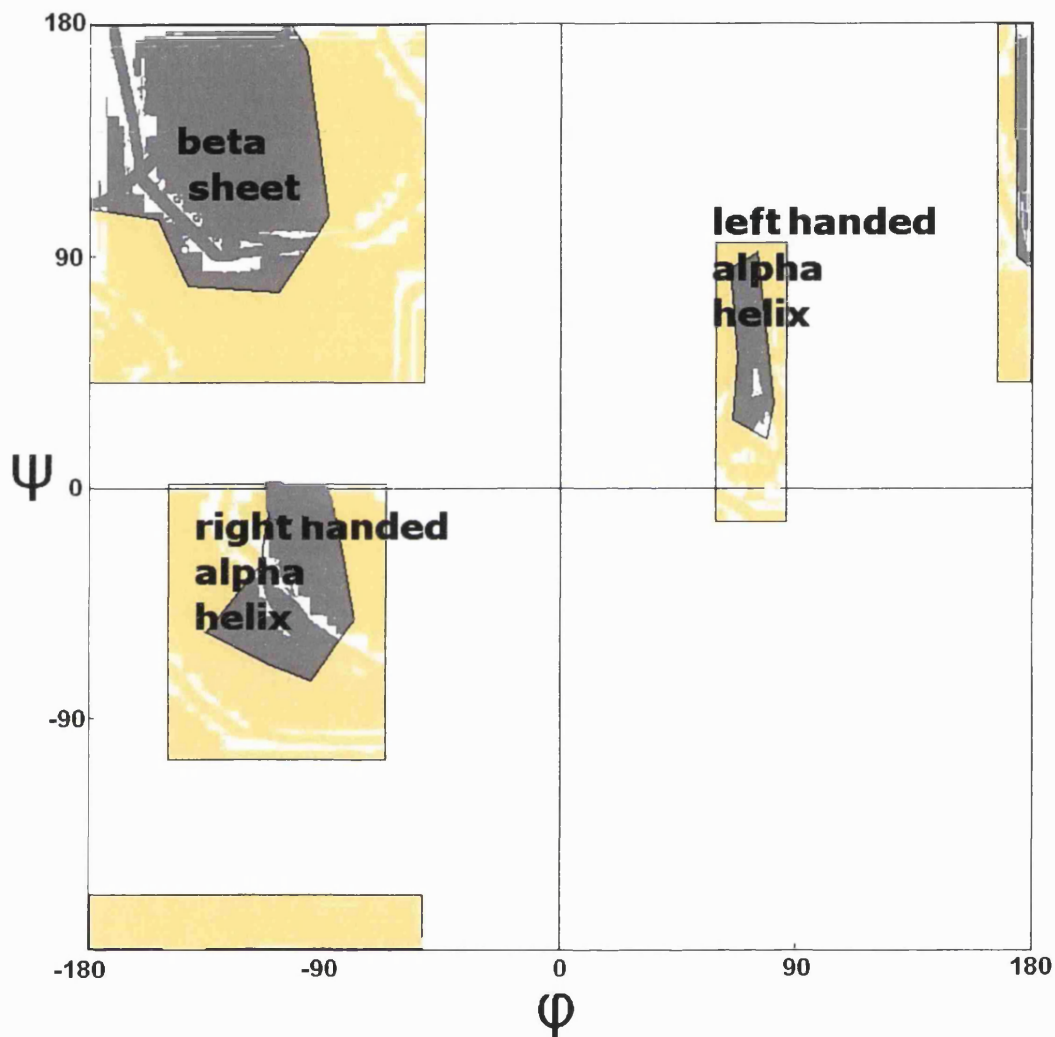 180
beta
sheet
left handed
alpha
helix
90
ψ
0
right handed
alpha
helix
-90
-180
-90
0
90
180
φ